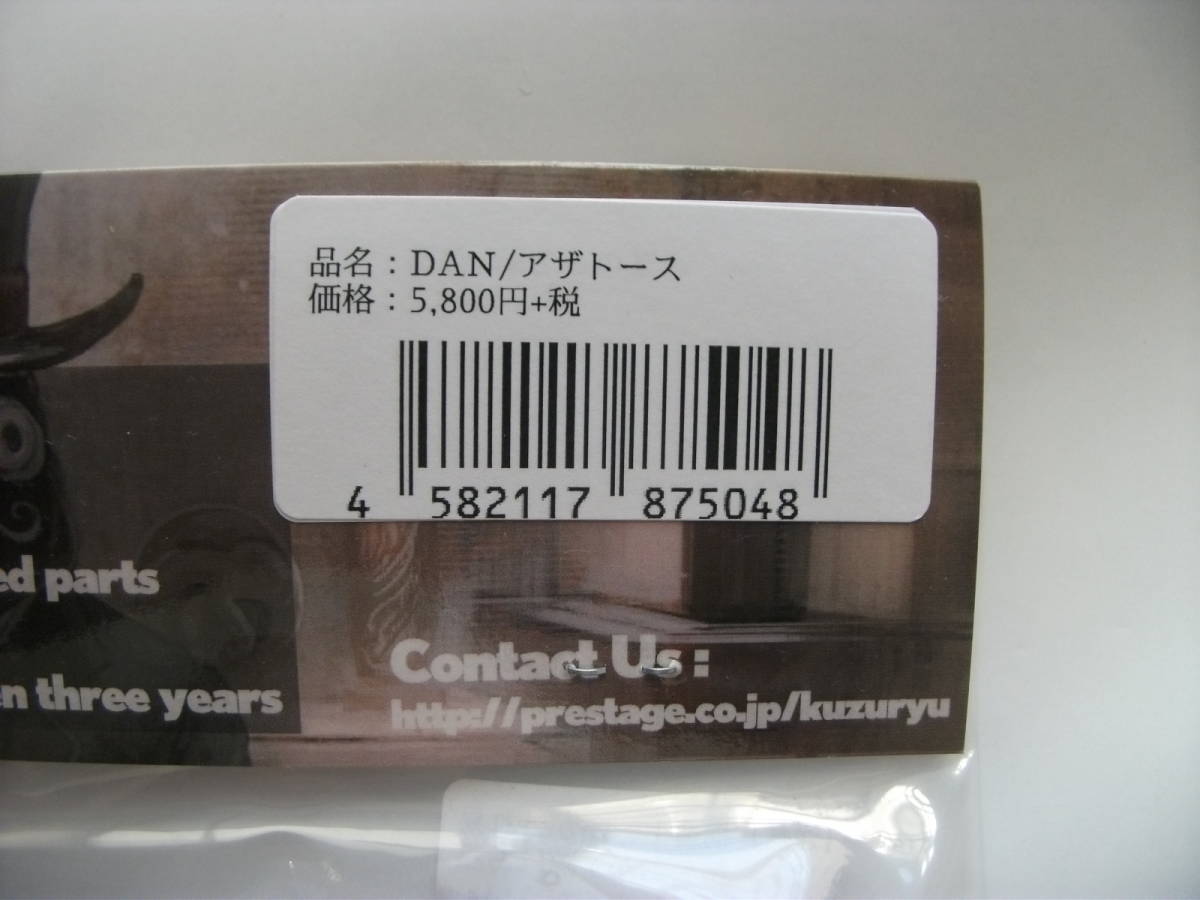 品名：DAN/アザトース
価格：5,800円+税
4 582117 875048
ed parts
en three years
Contact Us :
http://prestage.co.jp/kuzuryu